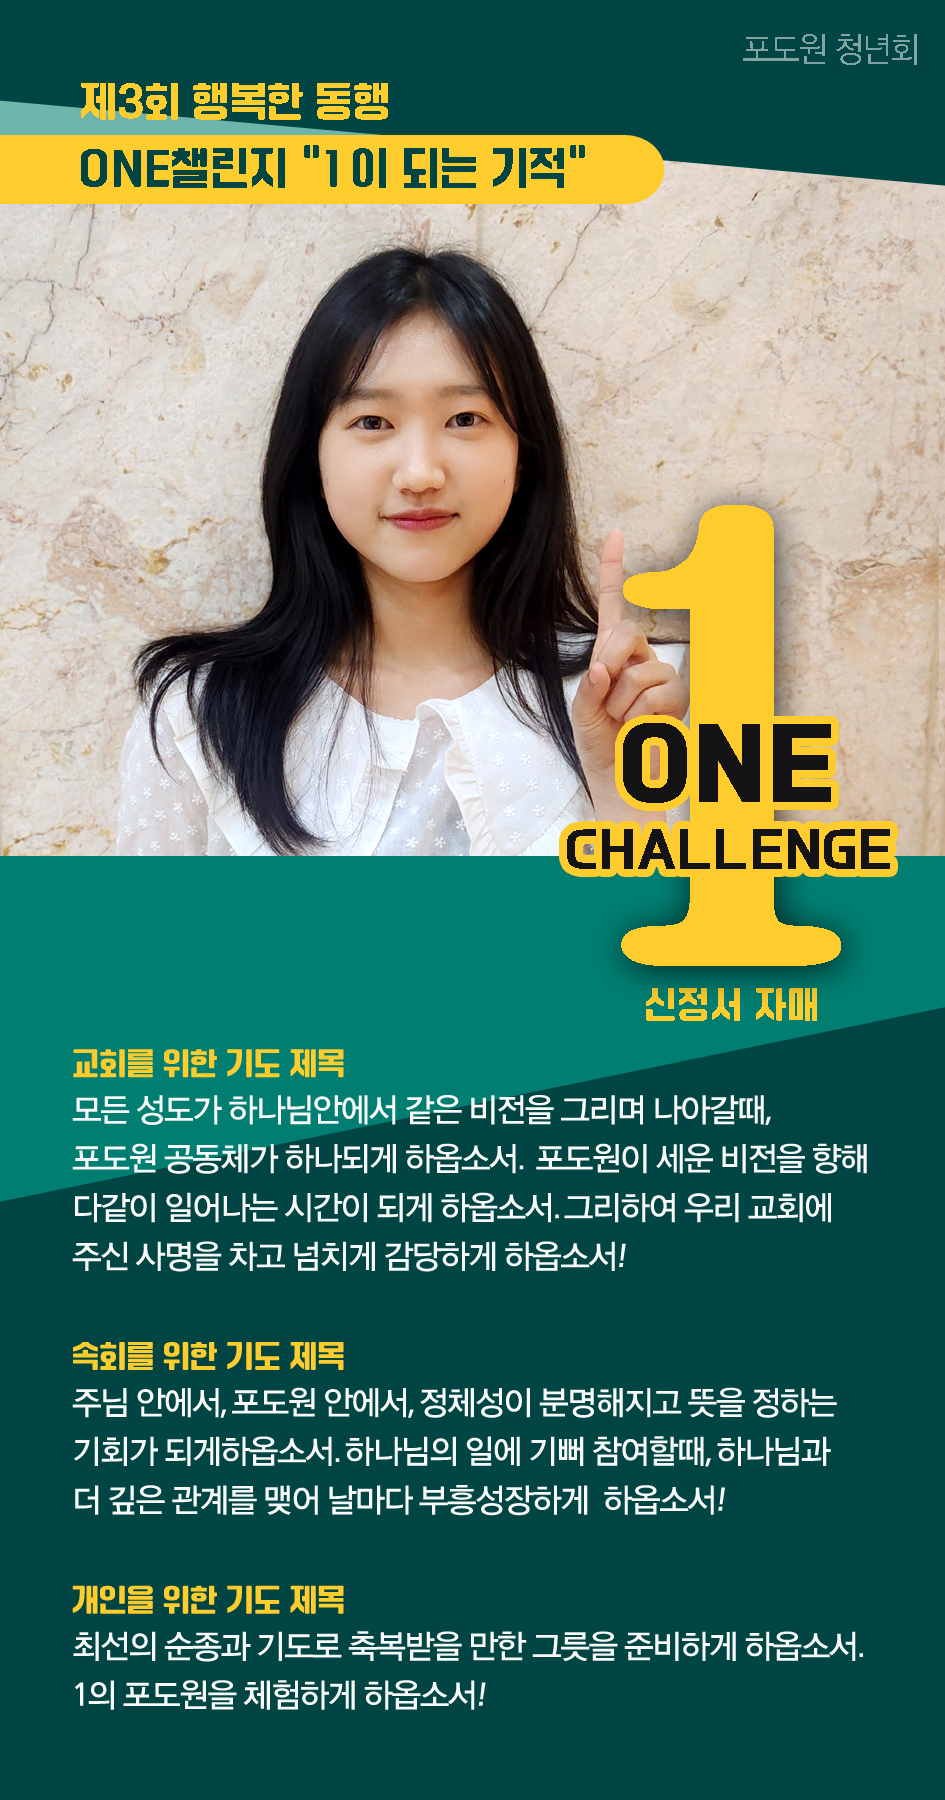 포도원 청년회
제3회 행복한 동행
ONE챌린지 "1이 되는 기적"
1
ONE
CHALLENGE
신정서 자매
교회를 위한 기도 제목
모든 성도가 하나님안에서 같은 비전을 그리며 나아갈때,
포도원 공동체가 하나되게 하옵소서. 포도원이 세운 비전을 향해
다같이 일어나는 시간이 되게 하옵소서. 그리하여 우리 교회에
주신 사명을 차고 넘치게 감당하게 하옵소서!
속회를 위한 기도 제목
주님 안에서, 포도원 안에서, 정체성이 분명해지고 뜻을 정하는
기회가 되게하옵소서. 하나님의 일에 기뻐 참여할때, 하나님과
더 깊은 관계를 맺어 날마다 부흥성장하게 하옵소서!
개인을 위한 기도 제목
최선의 순종과 기도로 축복받을 만한 그릇을 준비하게 하옵소서.
1의 포도원을 체험하게 하옵소서!